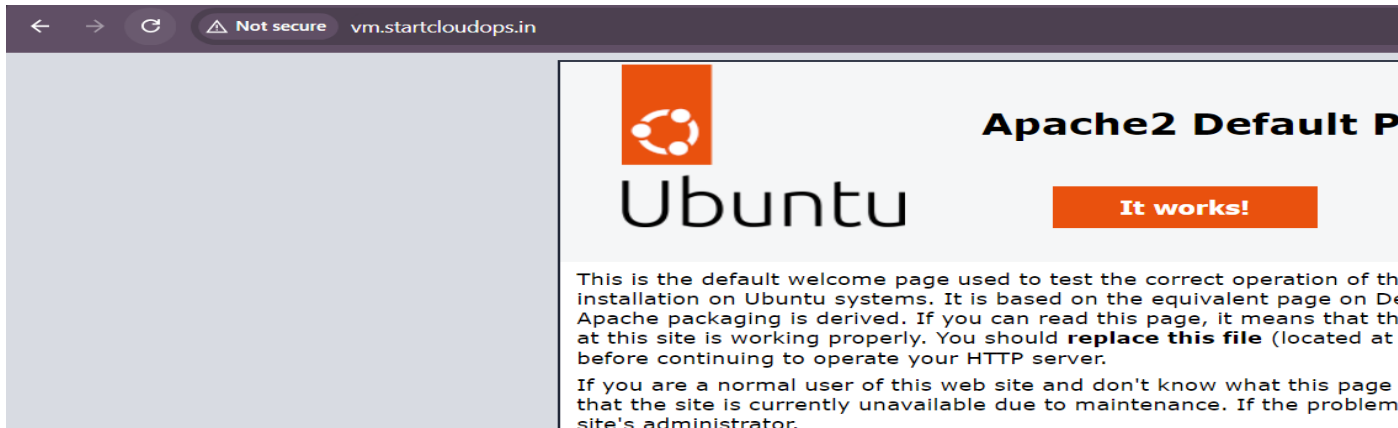 Not secure vm.startcloudops.in
Apache2 Default P
Ubuntu
It works!
This is the default welcome page used to test the correct operation of th
installation on Ubuntu systems. It is based on the equivalent page on De
Apache packaging is derived. If you can read this page, it means that th
at this site is working properly. You should replace this file (located at
before continuing to operate your HTTP server.
If you are a normal user of this web site and don't know what this page
that the site is currently unavailable due to maintenance. If the problem
site's administrator.